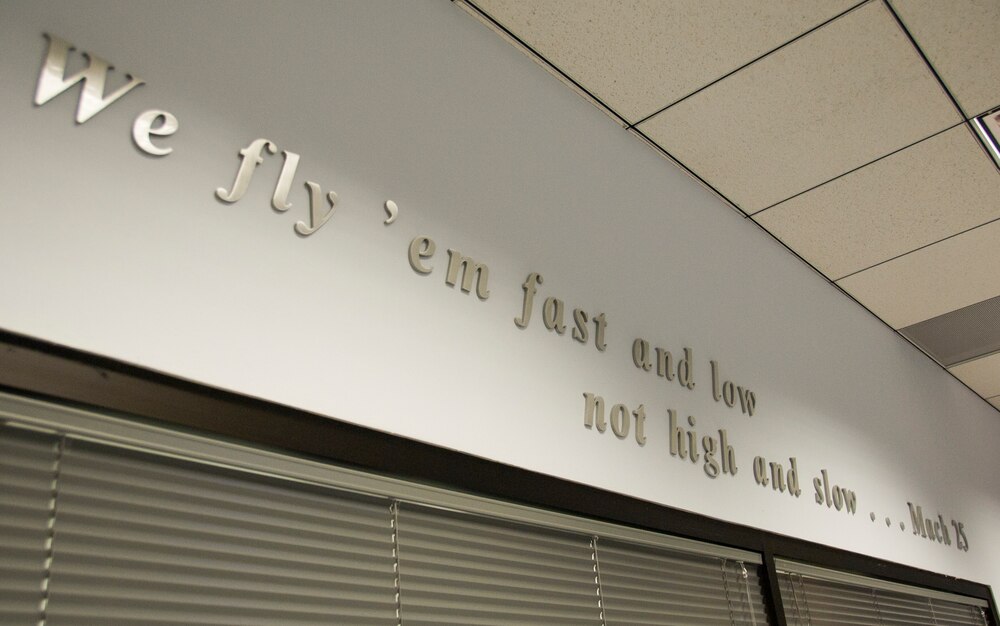 We fly ’em fast and low
not high and slow . . . Mach 25